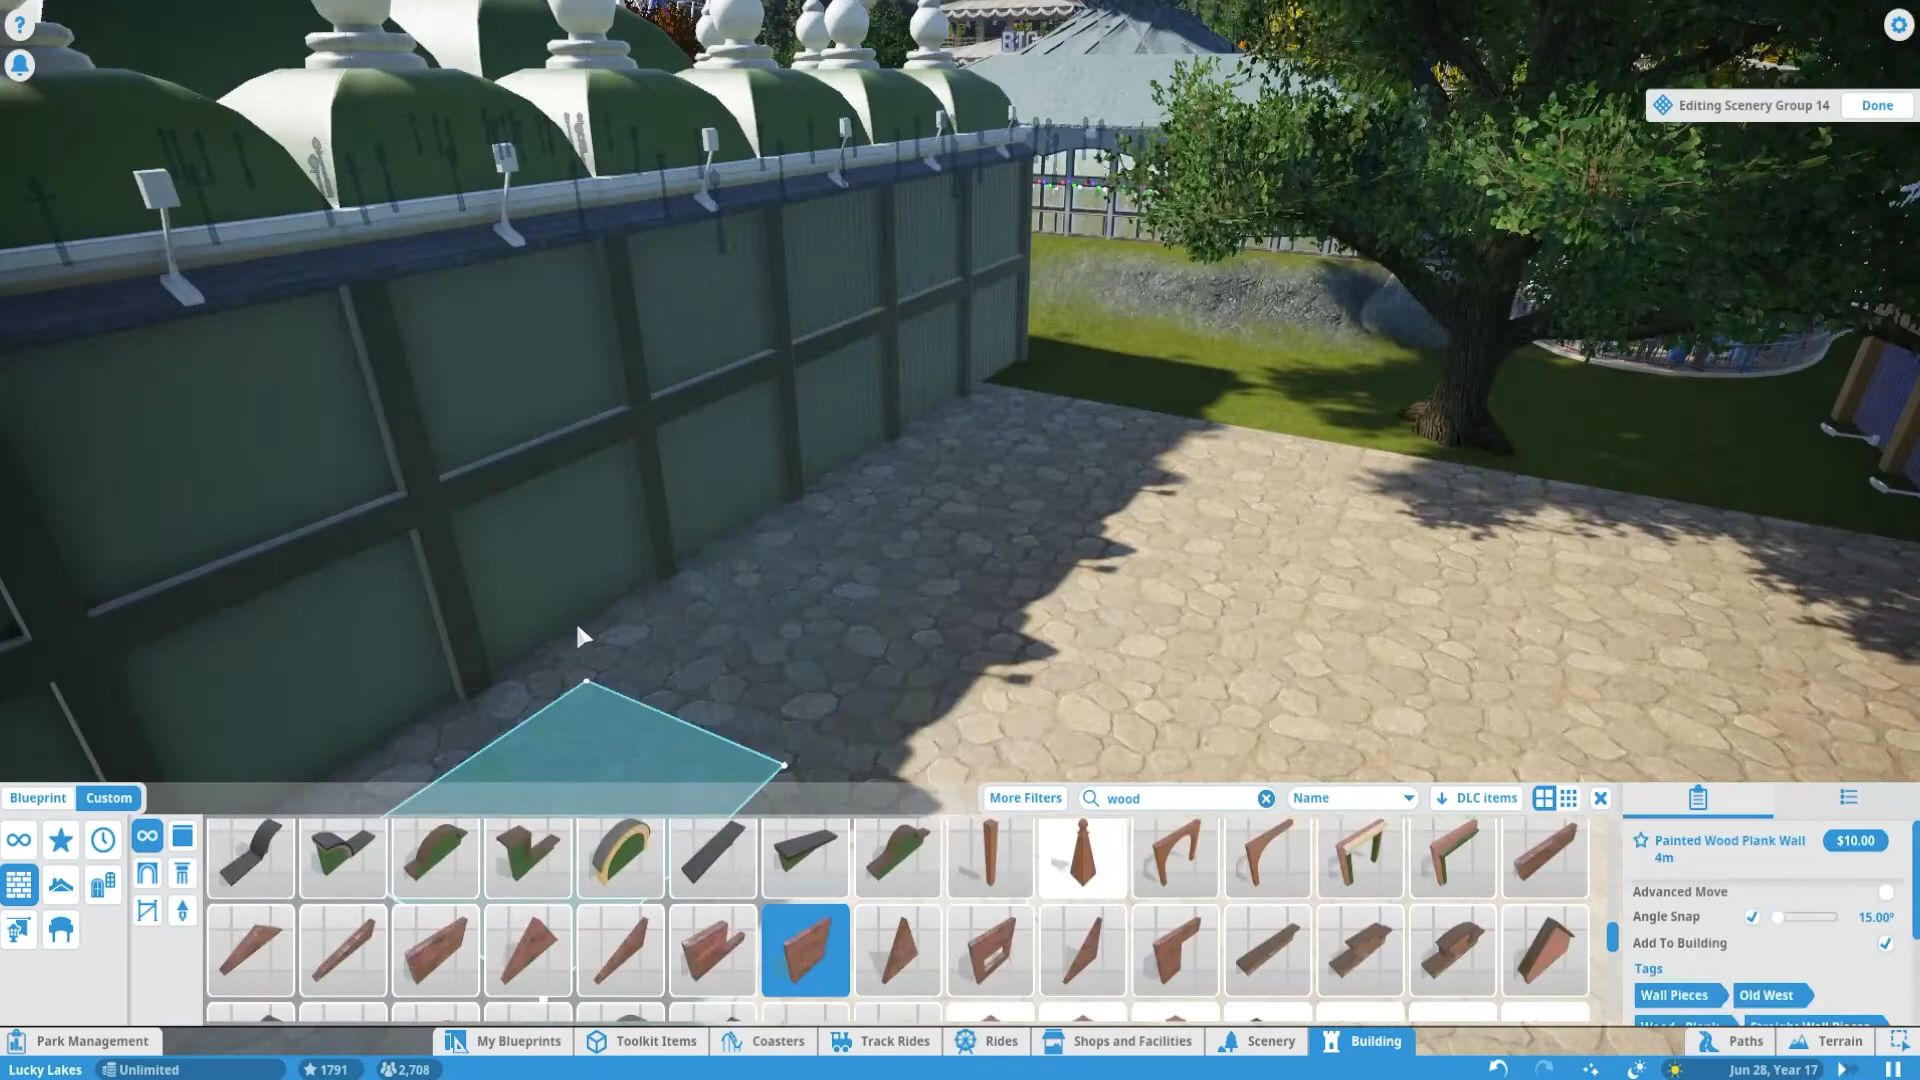 ?
BIG
Editing Scenery Group 14
Done
Blueprint
Custom
More Filters
wood
Name
DLC items
Painted Wood Plank Wall
4m
$10.00
Advanced Move
Angle Snap
15.00º
Add To Building
Tags
Wall Pieces
Old West
Park Management
My Blueprints
Toolkit Items
Coasters
Track Rides
Rides
Shops and Facilities
Scenery
Building
Paths
Terrain
Lucky Lakes
Unlimited
1791
2,708
Jun 28, Year 17